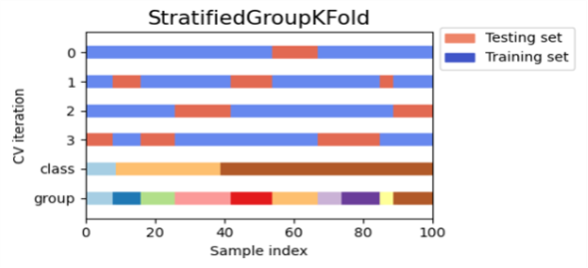 StratifiedGroupKFold
Testing set
Training set
CV iteration
0
1
2
3
class
group
0 20 40 60 80 100
Sample index